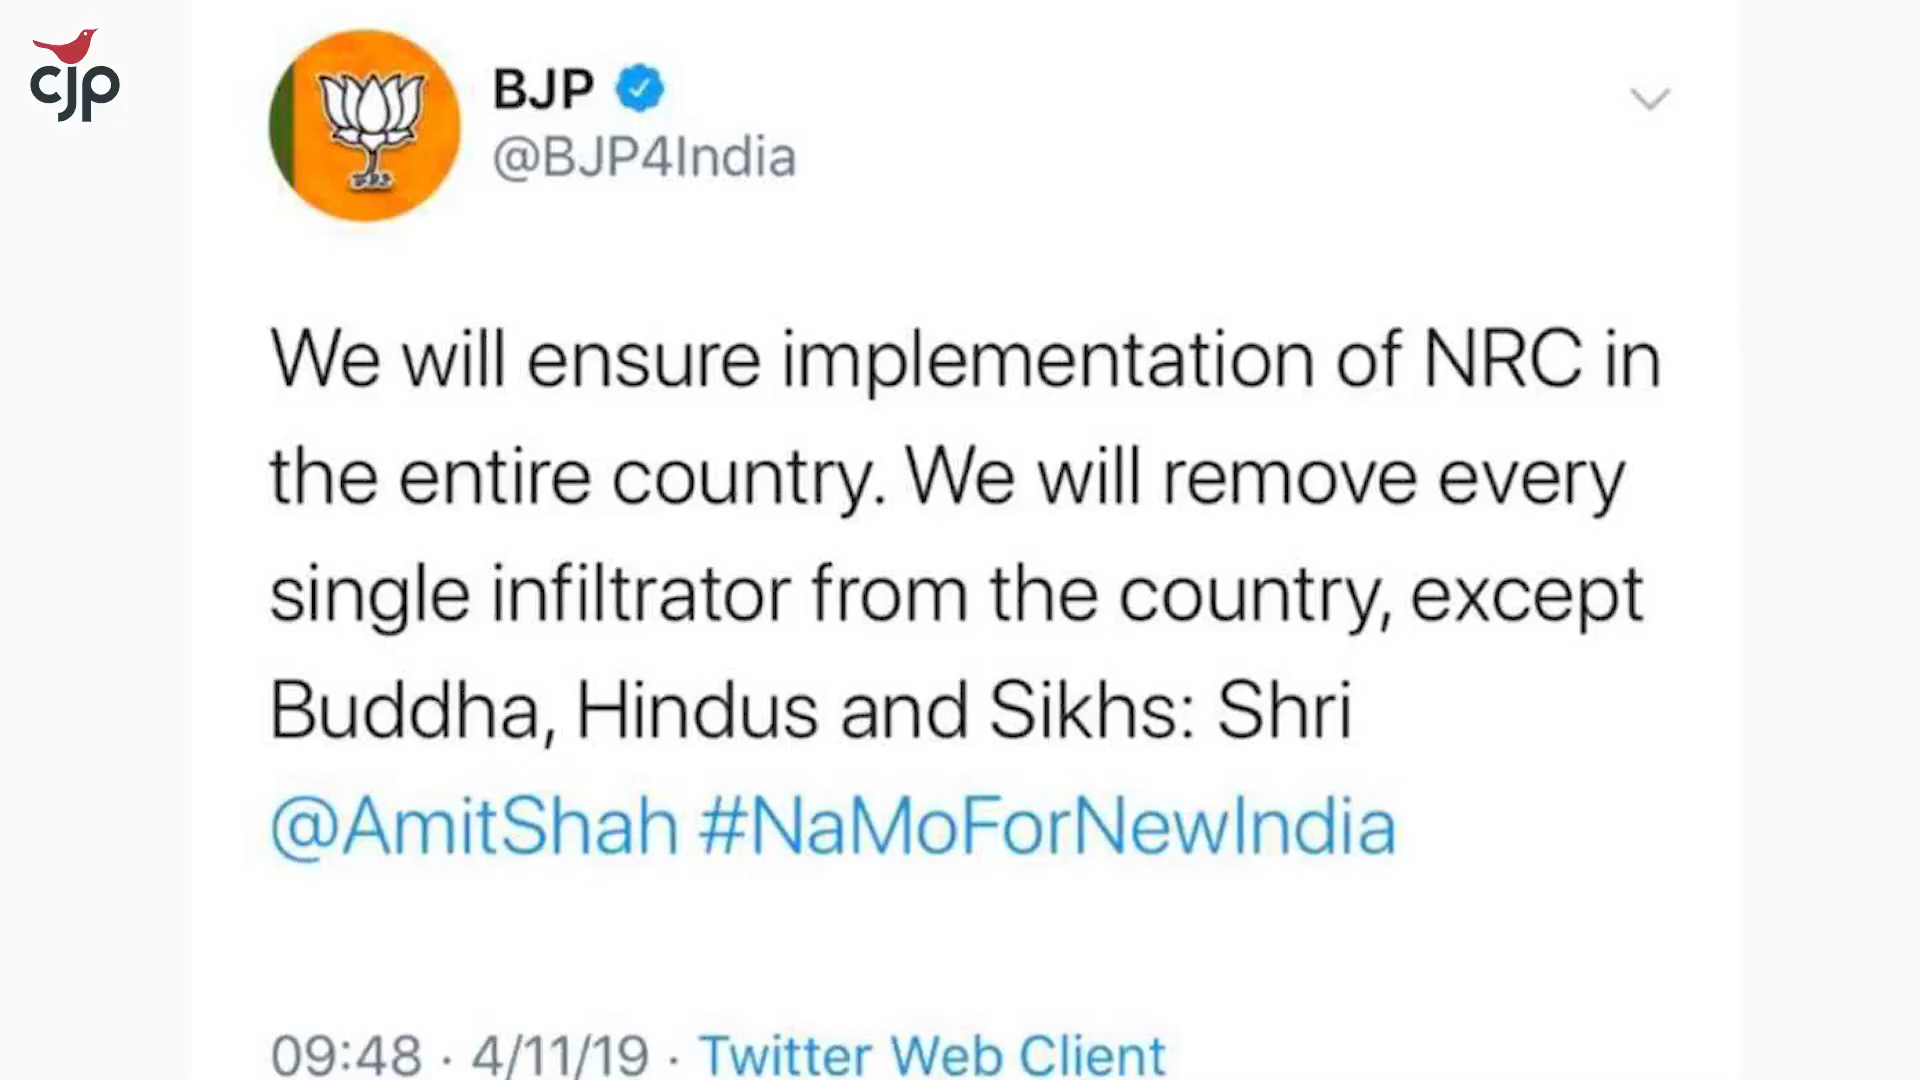 cjp
BJP
@BJP4India
We will ensure implementation of NRC in
the entire country. We will remove every
single infiltrator from the country, except
Buddha, Hindus and Sikhs: Shri
@AmitShah #NaMoForNewIndia
09:48 · 4/11/19 · Twitter Web Client